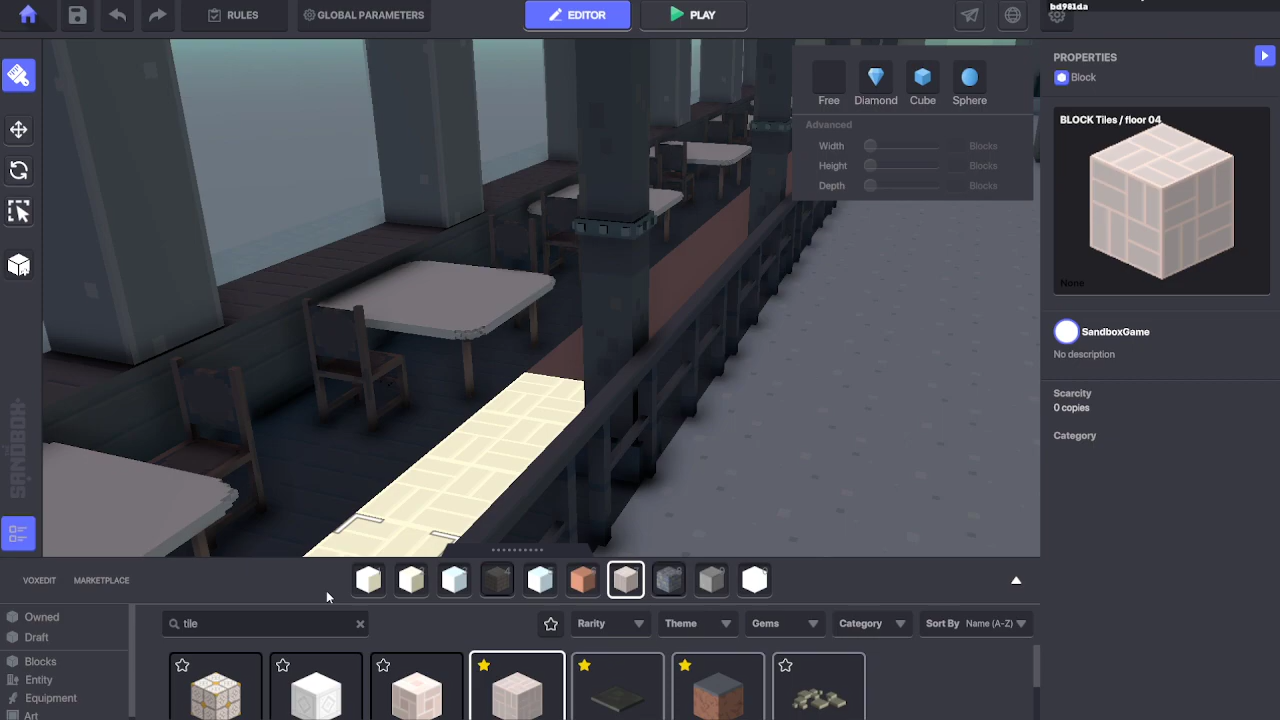 bd981da
RULES
GLOBAL PARAMETERS
EDITOR
PLAY
PROPERTIES
Block
Free
Diamond
Cube
Sphere
Advanced
Width
Blocks
Height
Blocks
Depth
Blocks
BLOCK Tiles / floor 04
None
SandboxGame
No description
Scarcity
0 copies
Category
THE
SANDBOX
VOXEDIT
MARKETPLACE
Owned
Draft
Blocks
Entity
Equipment
Art
tile
Rarity
Theme
Gems
Category
Sort By
Name (A-Z)